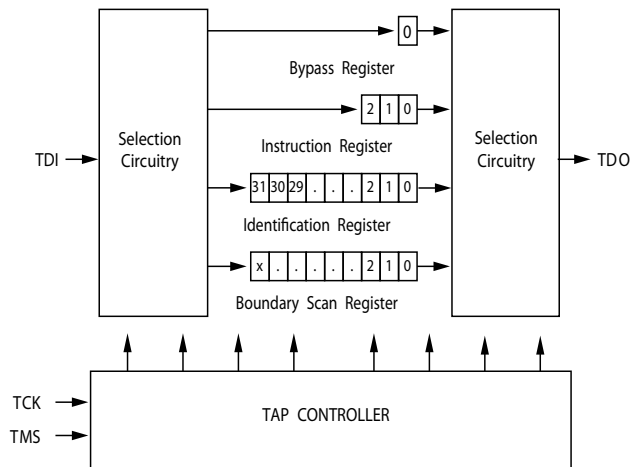 0
Bypass Register
2 1 0
Selection
Circuitry
Instruction Register
Selection
Circuitry
TDI
TDO
31 30 29 . . . 2 1 0
Identification Register
x . . . . . 2 1 0
Boundary Scan Register
TCK
TMS
TAP CONTROLLER